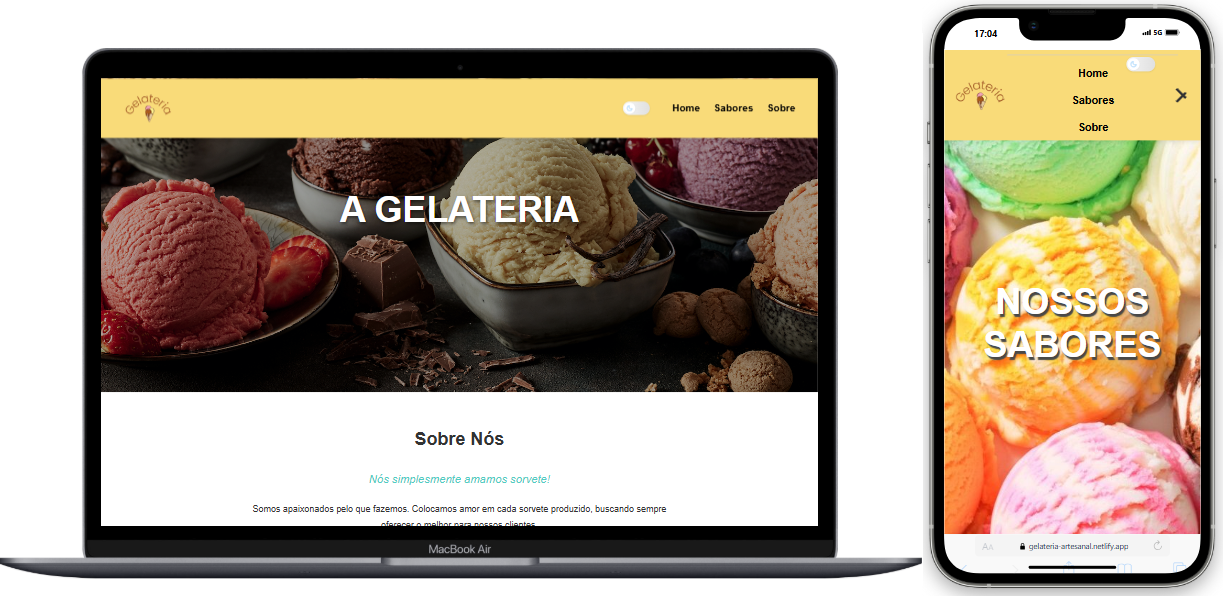 Gelateria
Home Sabores Sobre
A GELATERIA
Sobre Nós
Nós simplesmente amamos sorvete!
Somos apaixonados pelo que fazemos. Colocamos amor em cada sorvete produzido, buscando sempre
oferecer o melhor para nossos clientes.
MacBook Air
17:04
5G
Gelateria
Home
Sabores
Sobre
NOSSOS
SABORES
AA
gelateria-artesanal.netlify.app